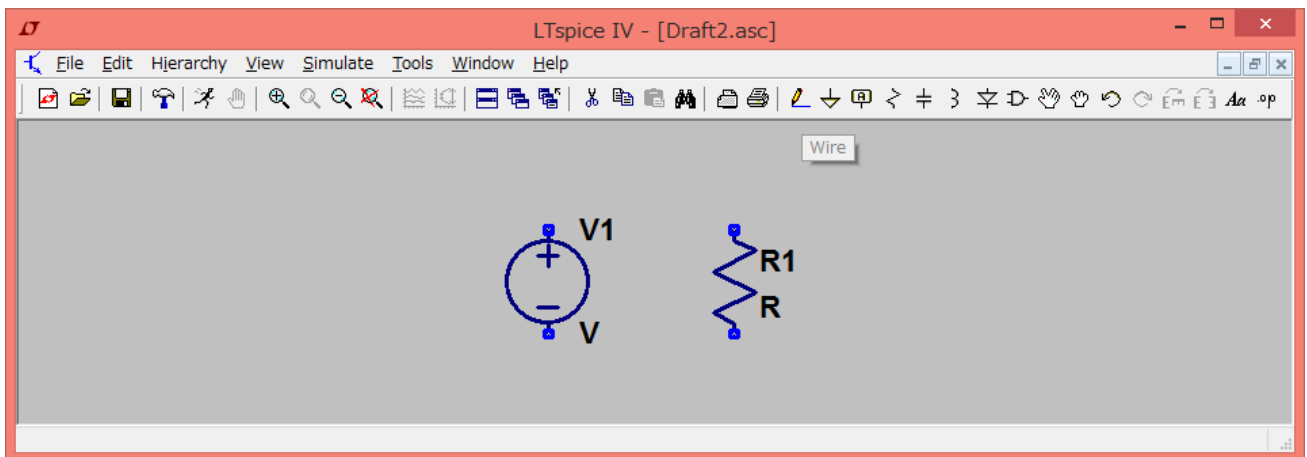 LTspice IV - [Draft2.asc]
File Edit Hierarchy View Simulate Tools Window Help
Aa .op
Wire
V1
R1
R
V